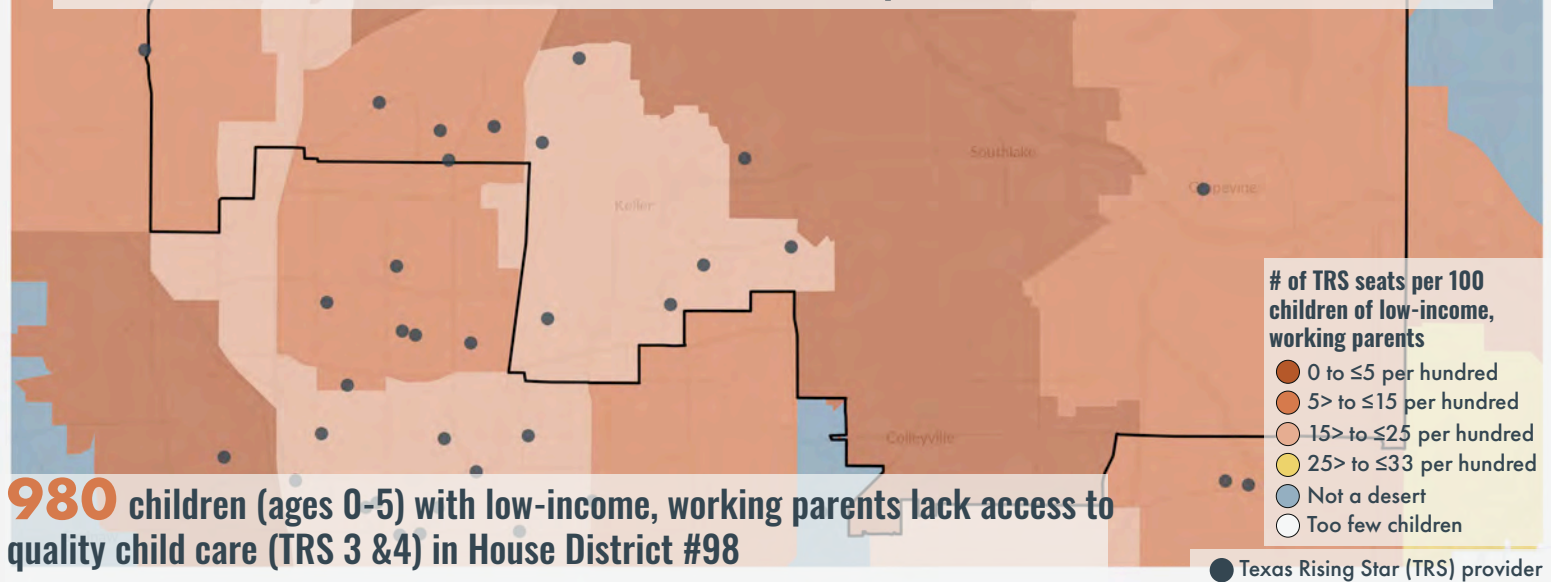 Southlake
Grapevine
Keller
Colleyville
# of TRS seats per 100
children of low-income,
working parents
0 to ≤5 per hundred
5> to ≤15 per hundred
15> to ≤25 per hundred
25> to ≤33 per hundred
Not a desert
Too few children
980 children (ages 0-5) with low-income, working parents lack access to
quality child care (TRS 3 &4) in House District #98
Texas Rising Star (TRS) provider